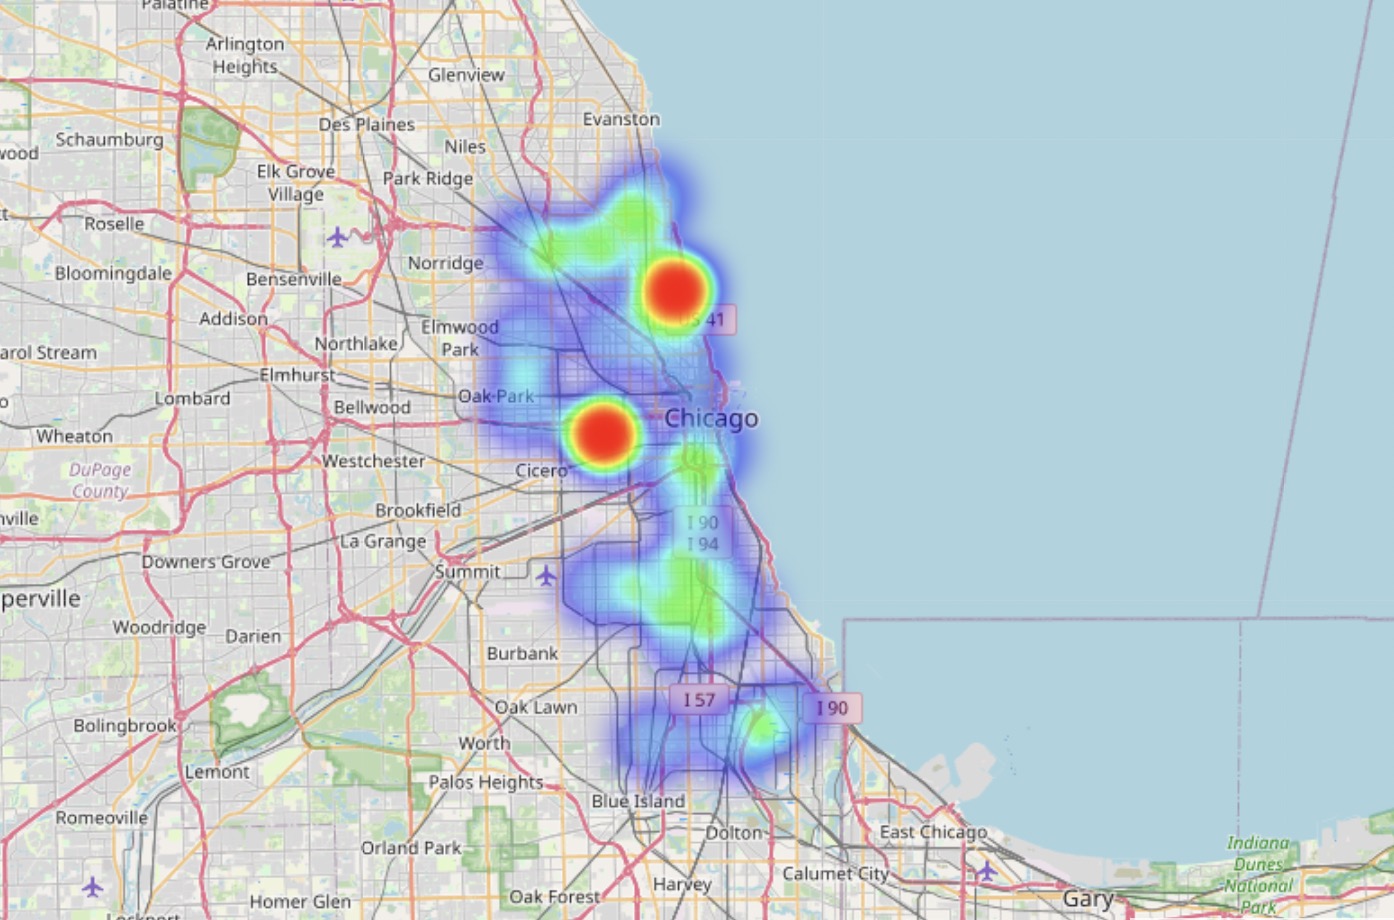 Palatine
Arlington
Heights
Glenview
Evanston
Des Plaines
Schaumburg
Niles
wood
Elk Grove
Village
Park Ridge
Roselle
Norridge
Bloomingdale
Bensenville
Addison
41
Elmwood
Park
Northlake
arol Stream
Elmhurst
Lombard
Oak Park
Bellwood
Chicago
Wheaton
Westchester
Cicero
DuPage
County
Brookfield
nville
I 90
La Grange
I 94
Downers Grove
Summit
perville
Woodridge
Darien
Burbank
I 57
Oak Lawn
I 90
Bolingbrook
Worth
Lemont
Palos Heights
Blue Island
Romeoville
Dolton
East Chicago
Orland Park
Calumet City
Indiana
Dunes
National
Park
Harvey
Oak Forest
Homer Glen
Gary
Lockport